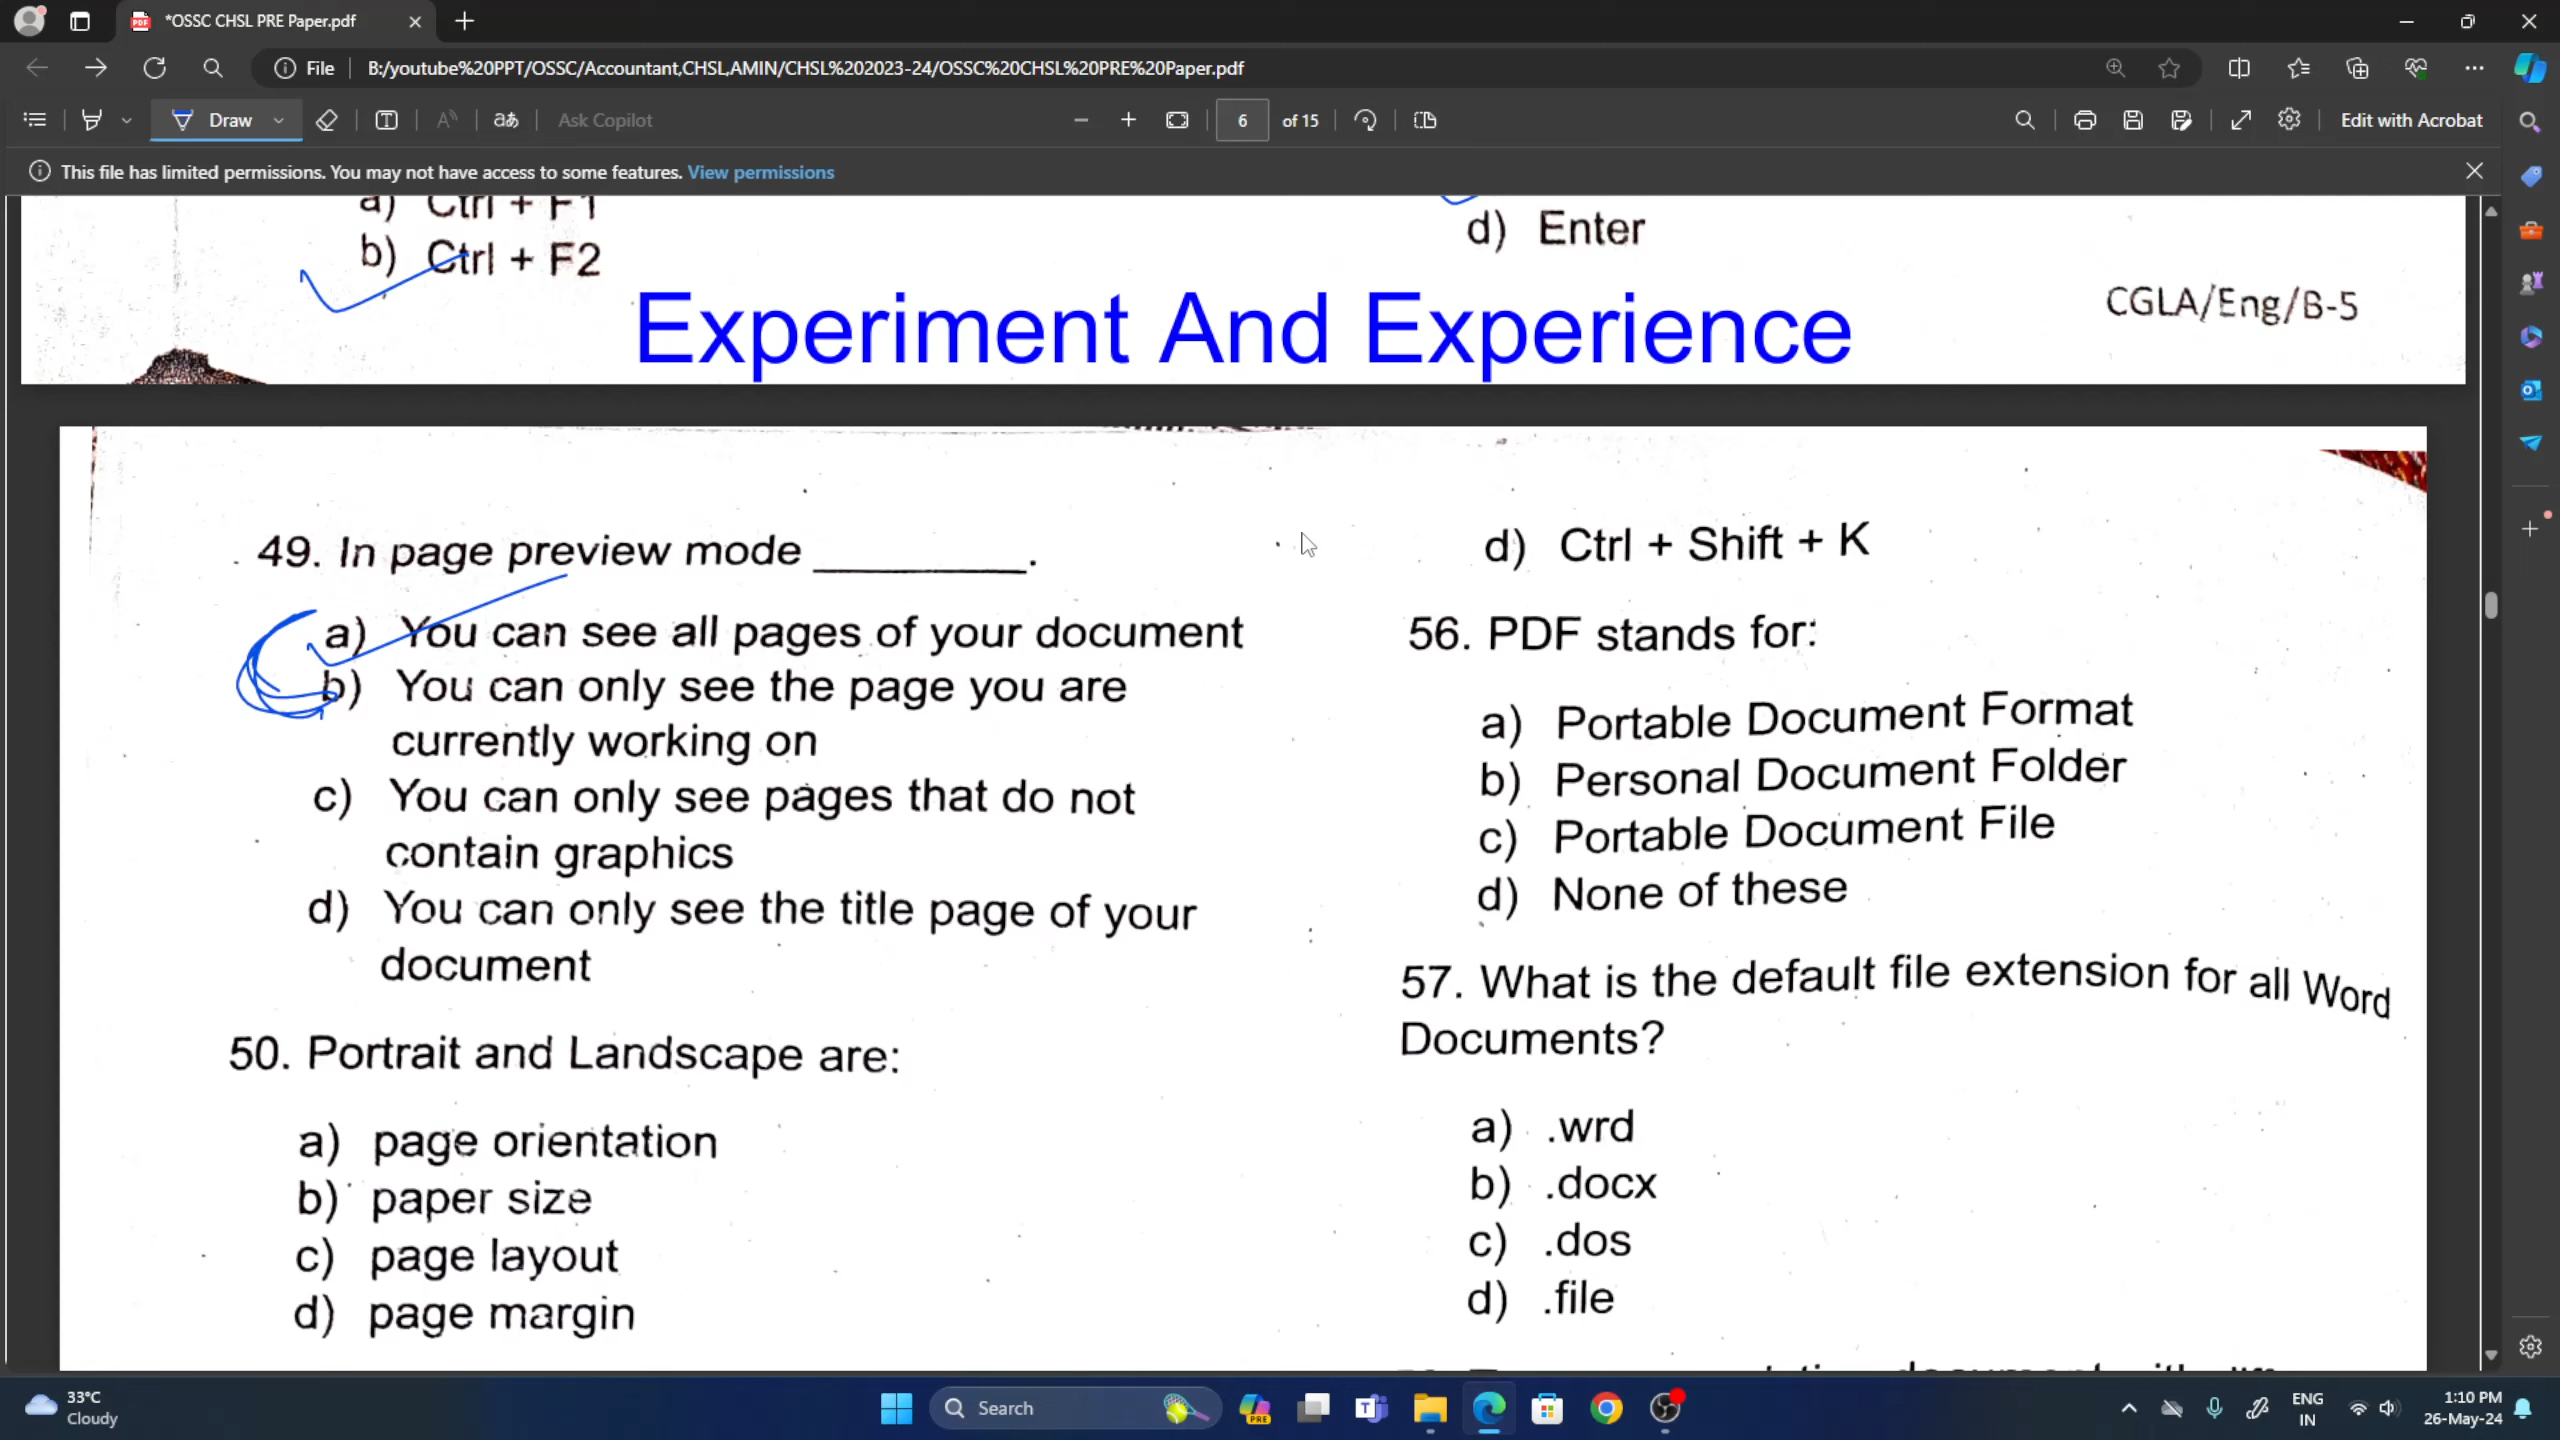 *OSSC CHSL PRE Paper.pdf
File
B:/youtube%20PPT/OSSC/Accountant,CHSL,AMIN/CHSL%202023-24/OSSC%20CHSL%20PRE%20Paper.pdf
Draw
aあ
Ask Copilot
6
of 15
Edit with Acrobat
This file has limited permissions. You may not have access to some features. View permissions
a) Ctrl + F1
b) Ctrl + F2
d) Enter
CGLA/Eng/B-5
Experiment And Experience
49. In page preview mode _________.
a) You can see all pages of your document
b) You can only see the page you are
currently working on
c) You can only see pages that do not
contain graphics
d) You can only see the title page of your
document
50. Portrait and Landscape are:
a) page orientation
b) paper size
c) page layout
d) page margin
d) Ctrl + Shift + K
56. PDF stands for:
a) Portable Document Format
b) Personal Document Folder
c) Portable Document File
d) None of these
57. What is the default file extension for all Word
Documents?
a) .wrd
b) .docx
c) .dos
d) .file
33°C
Cloudy
Search
PRE
ENG
IN
1:10 PM
26-May-24